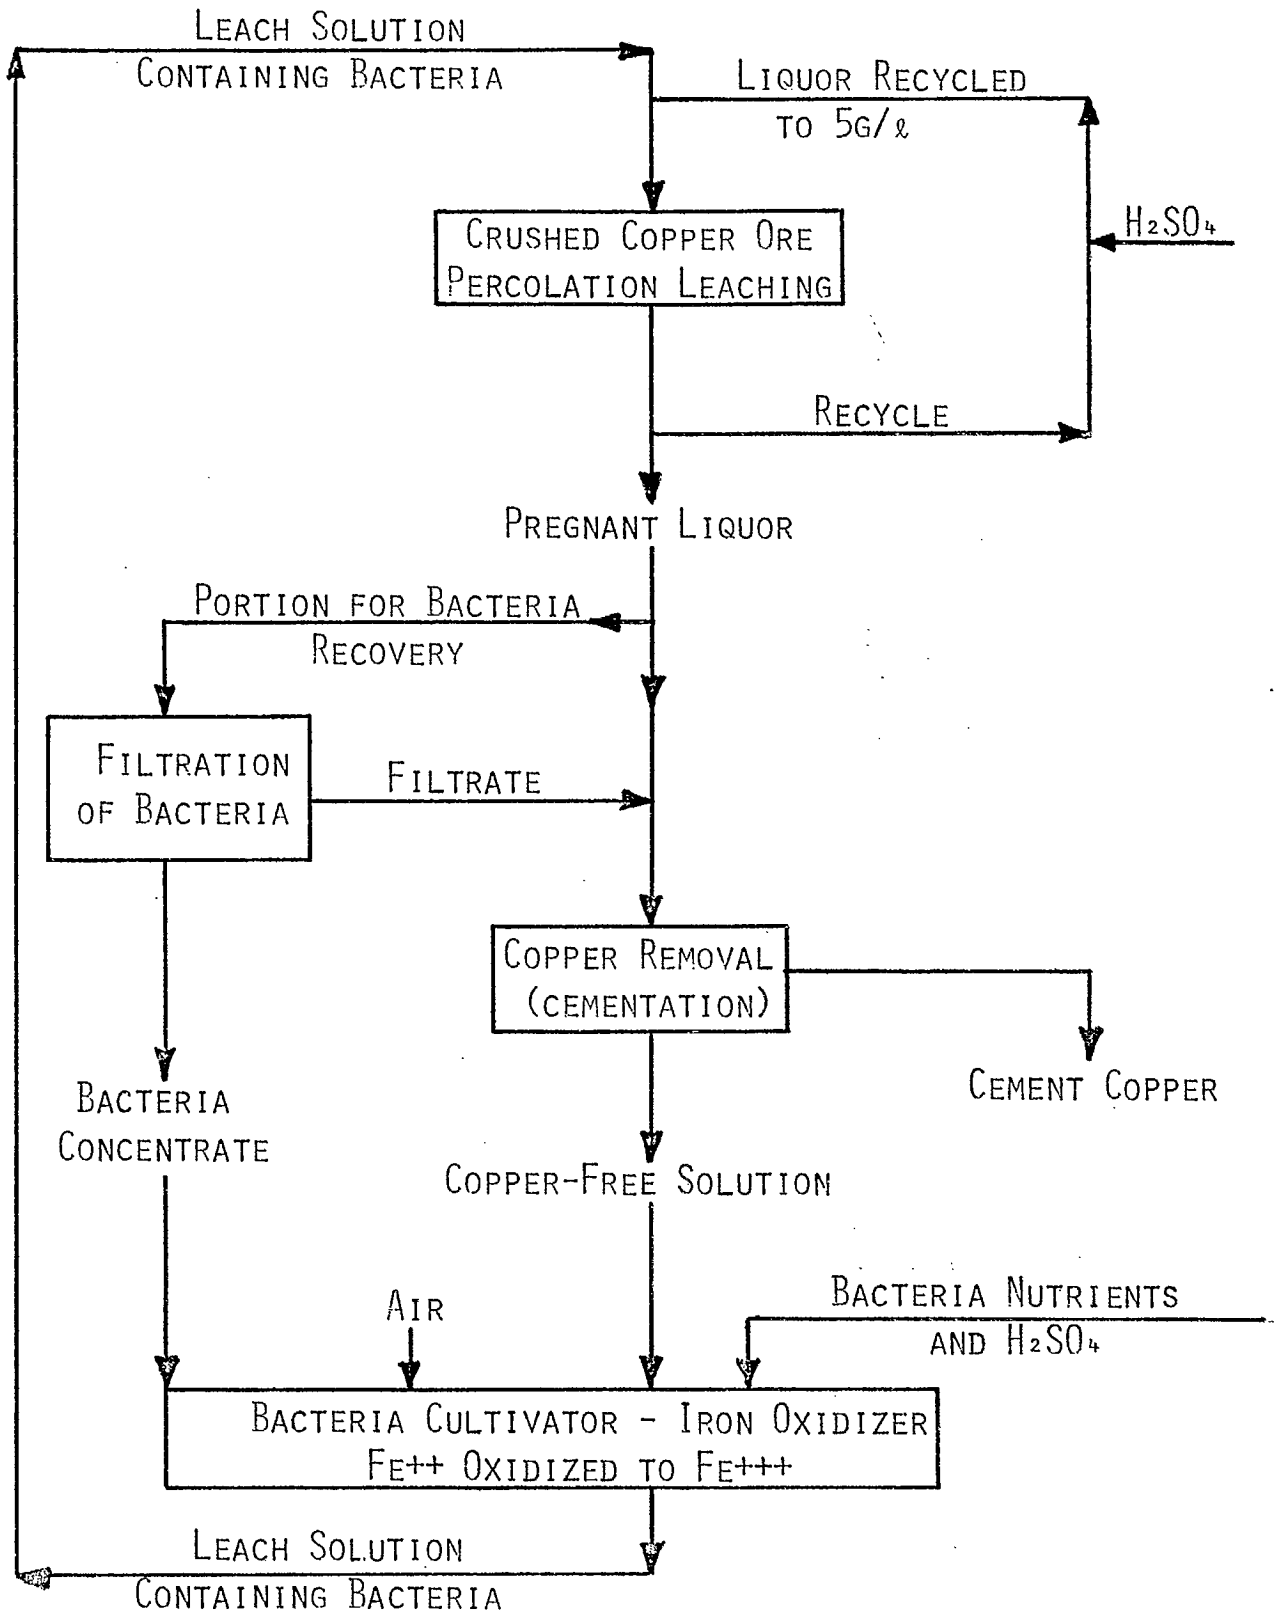 LEACH SOLUTION
CONTAINING BACTERIA
LIQUOR RECYCLED
TO 5G/ℓ
H₂SO₄
CRUSHED COPPER ORE
PERCOLATION LEACHING
RECYCLE
PREGNANT LIQUOR
PORTION FOR BACTERIA
RECOVERY
FILTRATION
OF BACTERIA
FILTRATE
COPPER REMOVAL
(CEMENTATION)
CEMENT COPPER
BACTERIA
CONCENTRATE
COPPER-FREE SOLUTION
AIR
BACTERIA NUTRIENTS
AND H₂SO₄
BACTERIA CULTIVATOR - IRON OXIDIZER
FE++ OXIDIZED TO FE+++
LEACH SOLUTION
CONTAINING BACTERIA